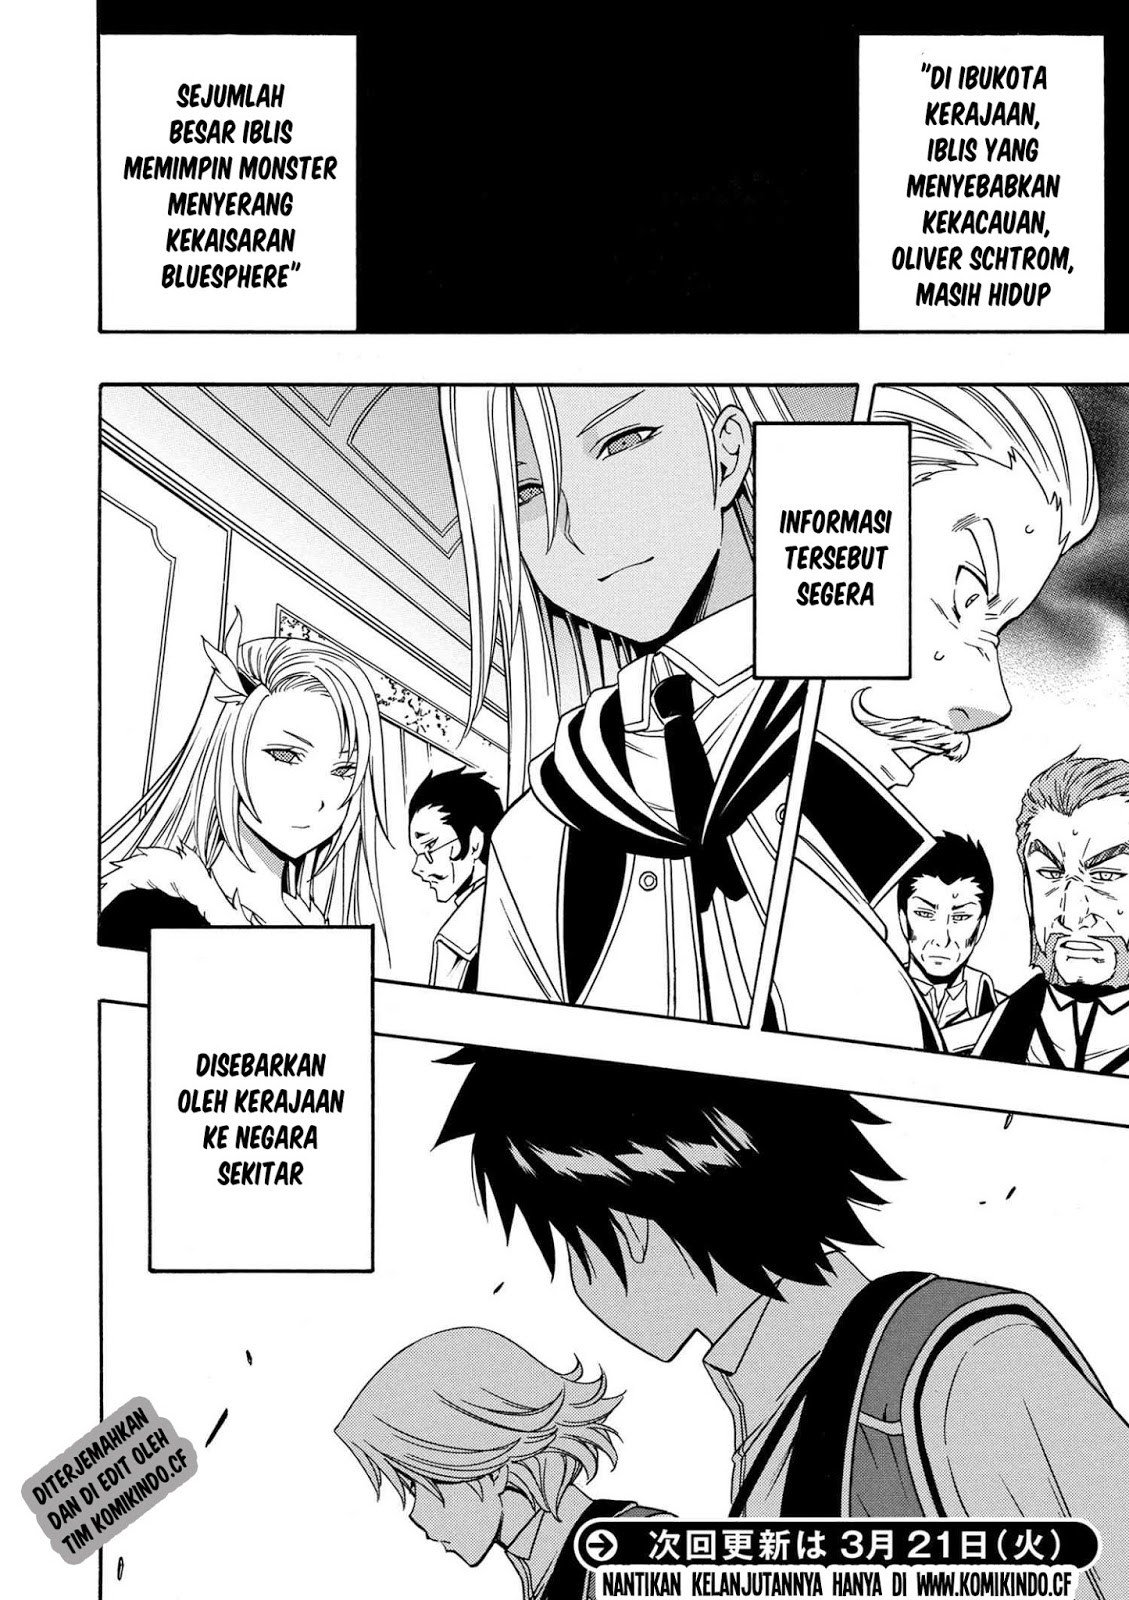 "DI IBUKOTA
KERAJAAN,
IBLIS YANG
MENYEBABKAN
KEKACAUAN,
OLIVER SCHTROM,
MASIH HIDUP
SEJUMLAH
BESAR IBLIS
MEMIMPIN MONSTER
MENYERANG
KEKAISARAN
BLUESPHERE"
INFORMASI
TERSEBUT
SEGERA
DISEBARKAN
OLEH KERAJAAN
KE NEGARA
SEKITAR
DITERJEMAHKAN
DAN DI EDIT OLEH
TIM KOMIKINDO.CF
次回更新は 3月21日(火)
NANTIKAN KELANJUTANNYA HANYA DI WWW.KOMIKINDO.CF